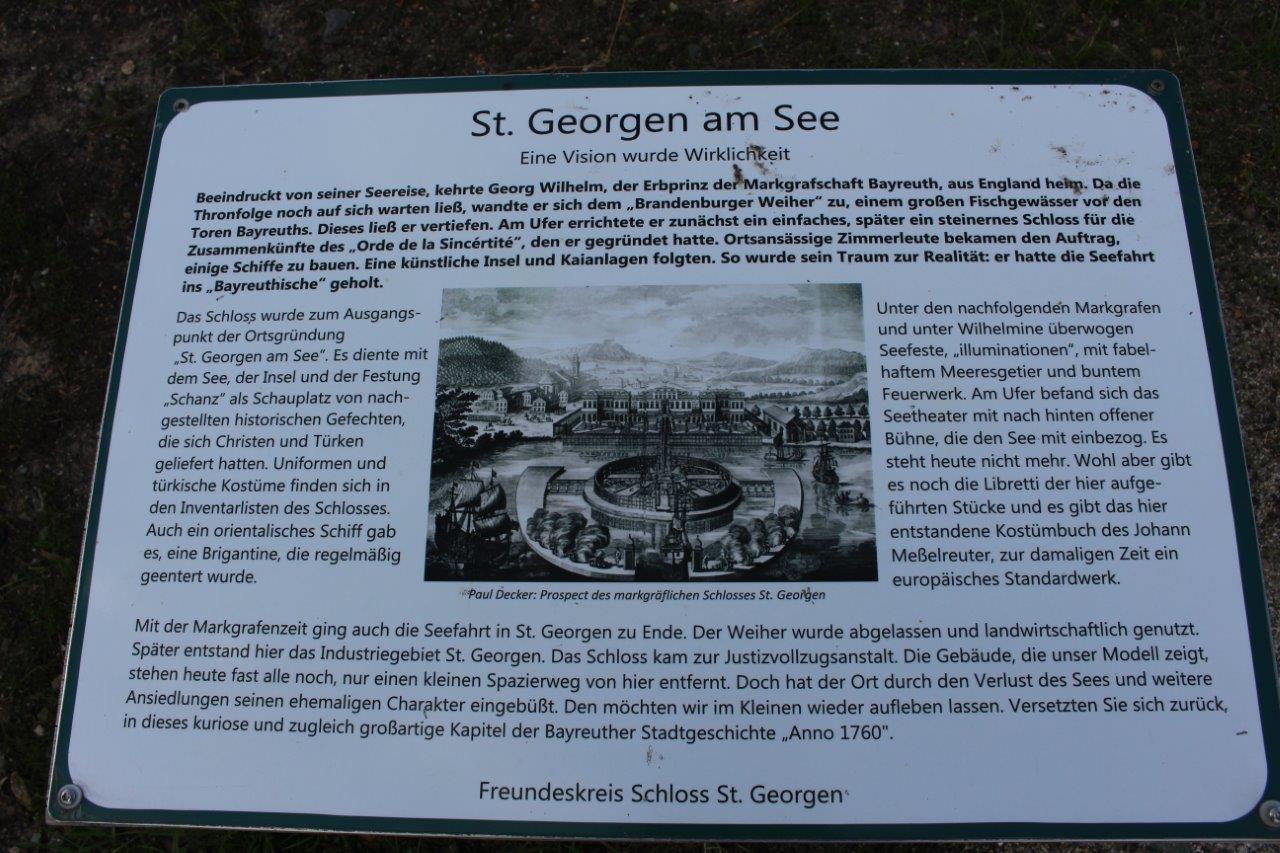 St. Georgen am See
Eine Vision wurde Wirklichkeit
Beeindruckt von seiner Seereise, kehrte Georg Wilhelm, der Erbprinz der Markgrafschaft Bayreuth, aus England heim. Da die
Thronfolge noch auf sich warten ließ, wandte er sich dem „Brandenburger Weiher“ zu, einem großen Fischgewässer vor den
Toren Bayreuths. Dieses ließ er vertiefen. Am Ufer errichtete er zunächst ein einfaches, später ein steinernes Schloss für die
Zusammenkünfte des „Orde de la Sincértité“, den er gegründet hatte. Ortsansässige Zimmerleute bekamen den Auftrag,
einige Schiffe zu bauen. Eine künstliche Insel und Kaianlagen folgten. So wurde sein Traum zur Realität: er hatte die Seefahrt
ins „Bayreuthische“ geholt.
Das Schloss wurde zum Ausgangs-
punkt der Ortsgründung
„St. Georgen am See“. Es diente mit
dem See, der Insel und der Festung
„Schanz“ als Schauplatz von nach-
gestellten historischen Gefechten,
die sich Christen und Türken
geliefert hatten. Uniformen und
türkische Kostüme finden sich in
den Inventarlisten des Schlosses.
Auch ein orientalisches Schiff gab
es, eine Brigantine, die regelmäßig
geentert wurde.
Paul Decker: Prospect des markgräflichen Schlosses St. Georgen
Unter den nachfolgenden Markgrafen
und unter Wilhelmine überwogen
Seefeste, „illuminationen“, mit fabel-
haftem Meeresgetier und buntem
Feuerwerk. Am Ufer befand sich das
Seetheater mit nach hinten offener
Bühne, die den See mit einbezog. Es
steht heute nicht mehr. Wohl aber gibt
es noch die Libretti der hier aufge-
führten Stücke und es gibt das hier
entstandene Kostümbuch des Johann
Meßelreuter, zur damaligen Zeit ein
europäisches Standardwerk.
Mit der Markgrafenzeit ging auch die Seefahrt in St. Georgen zu Ende. Der Weiher wurde abgelassen und landwirtschaftlich genutzt.
Später entstand hier das Industriegebiet St. Georgen. Das Schloss kam zur Justizvollzugsanstalt. Die Gebäude, die unser Modell zeigt,
stehen heute fast alle noch, nur einen kleinen Spazierweg von hier entfernt. Doch hat der Ort durch den Verlust des Sees und weitere
Ansiedlungen seinen ehemaligen Charakter eingebüßt. Den möchten wir im Kleinen wieder aufleben lassen. Versetzten Sie sich zurück,
in dieses kuriose und zugleich großartige Kapitel der Bayreuther Stadtgeschichte „Anno 1760".
Freundeskreis Schloss St. Georgen